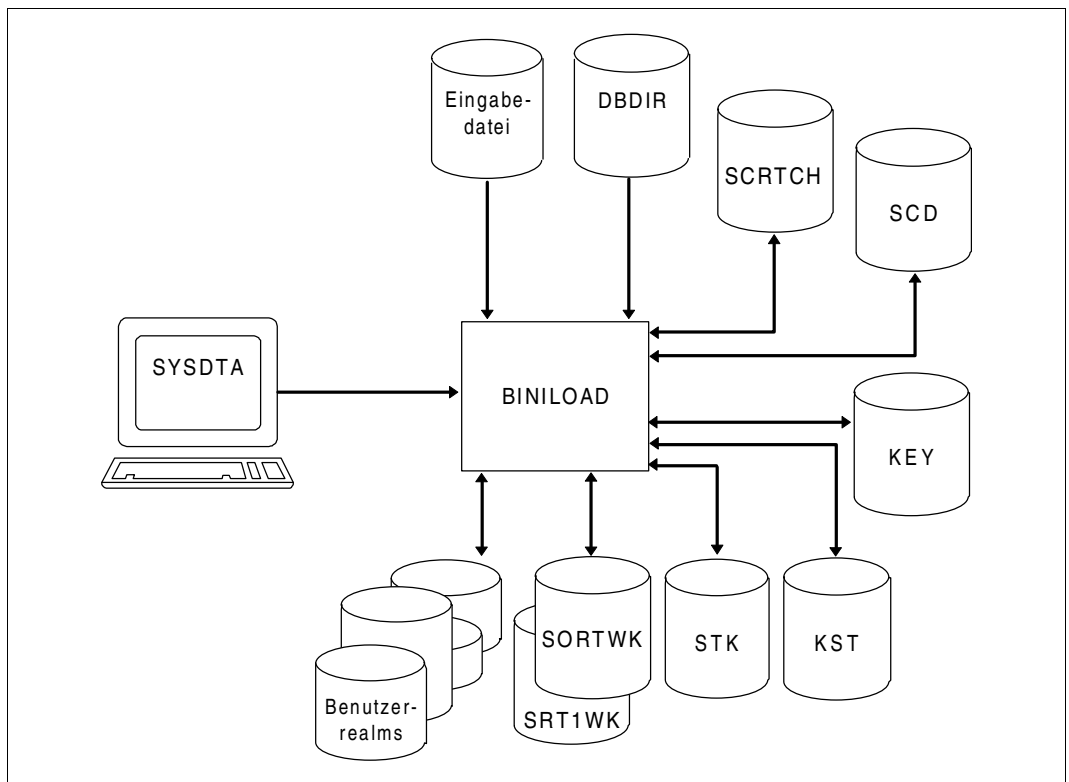 Eingabe-
datei
DBDIR
SCRTCH
SCD
SYSDTA
BINILOAD
KEY
SORTWK
STK
KST
SRT1WK
Benutzer-
realms